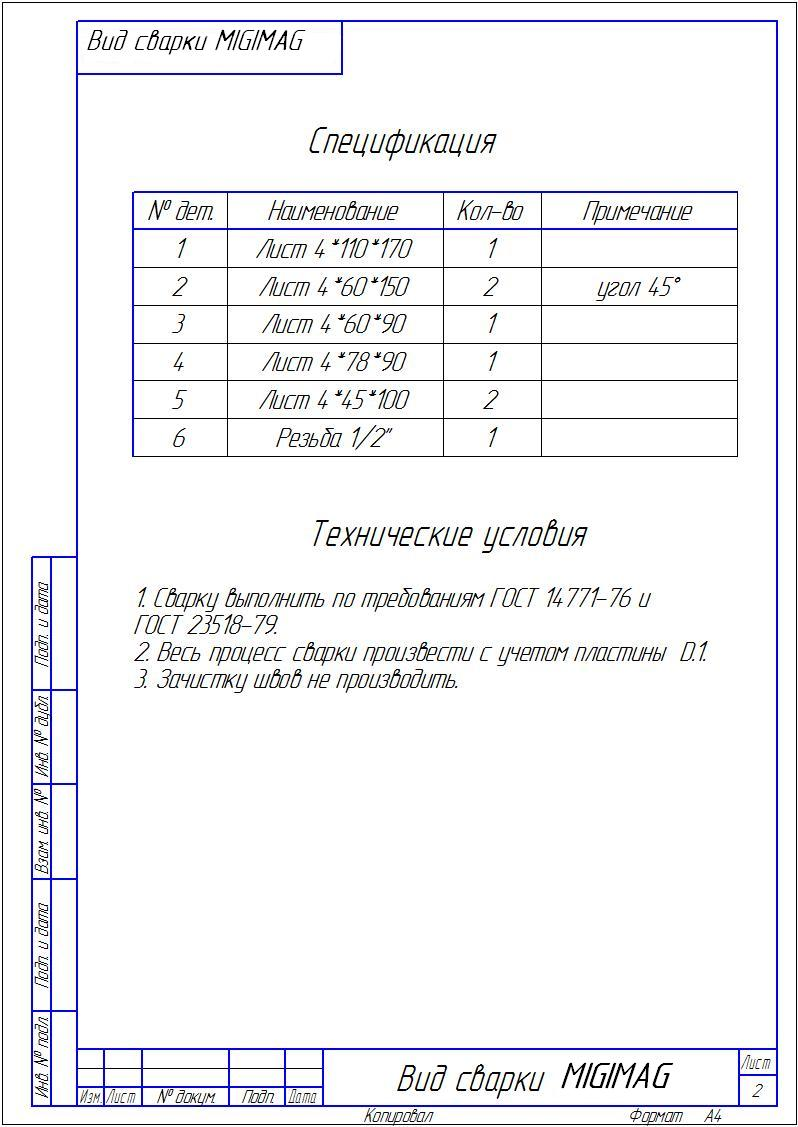 Вид сварки MIGIMAG
Спецификация
№ дет. Наименование Кол-во Примечание
1 Лист 4*110*170 1
2 Лист 4*60*150 2 угол 45°
3 Лист 4*60*90 1
4 Лист 4*78*90 1
5 Лист 4*45*100 2
6 Резьба 1/2" 1
Технические условия
1. Сварку выполнить по требованиям ГОСТ 14771-76 и
ГОСТ 23518-79.
2. Весь процесс сварки произвести с учетом пластины D.1.
3. Зачистку швов не производить.
Подп. и дата
Инв. № дубл.
Взам. инв. №
Подп. и дата
Инв. № подл.
Изм. Лист № докум. Подп. Дата
Вид сварки MIGIMAG
Лист
2
Копировал Формат A4